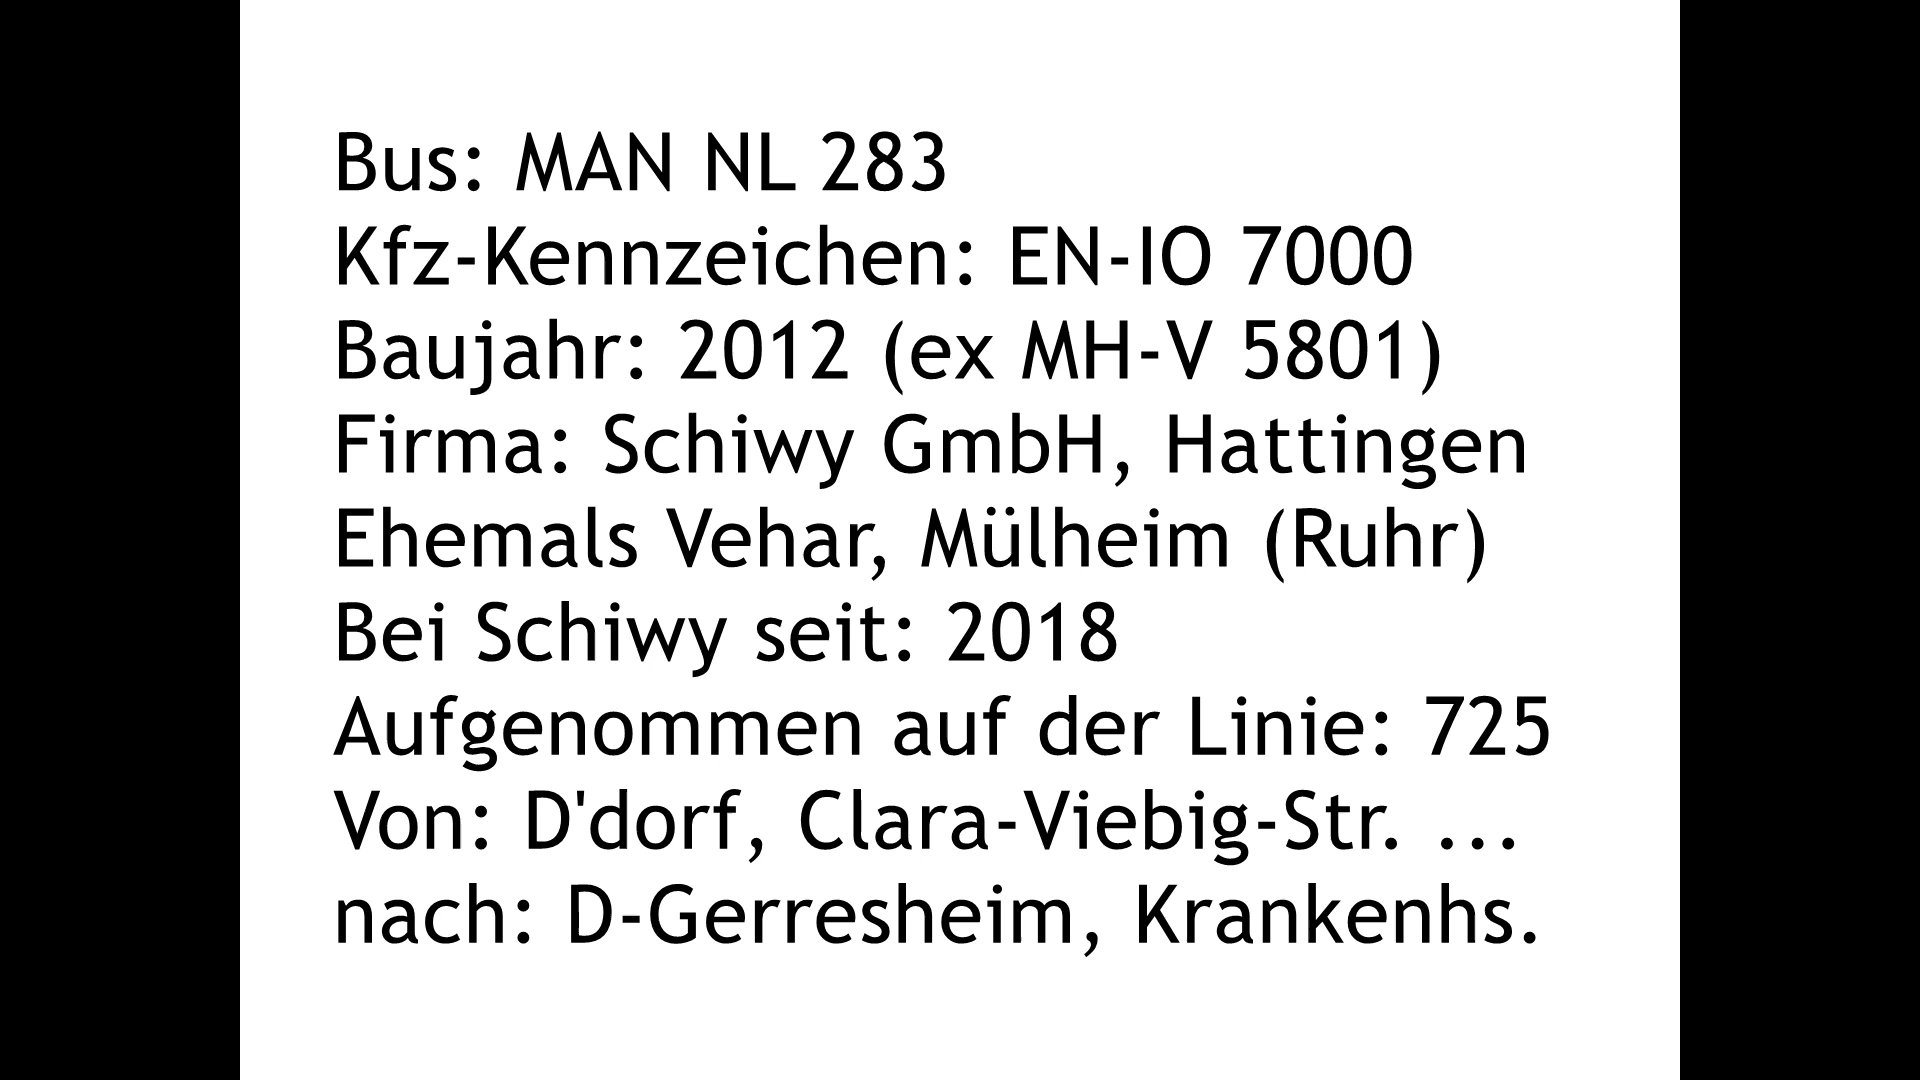 Bus: MAN NL 283
Kfz-Kennzeichen: EN-IO 7000
Baujahr: 2012 (ex MH-V 5801)
Firma: Schiwy GmbH, Hattingen
Ehemals Vehar, Mülheim (Ruhr)
Bei Schiwy seit: 2018
Aufgenommen auf der Linie: 725
Von: D'dorf, Clara-Viebig-Str. ...
nach: D-Gerresheim, Krankenhs.